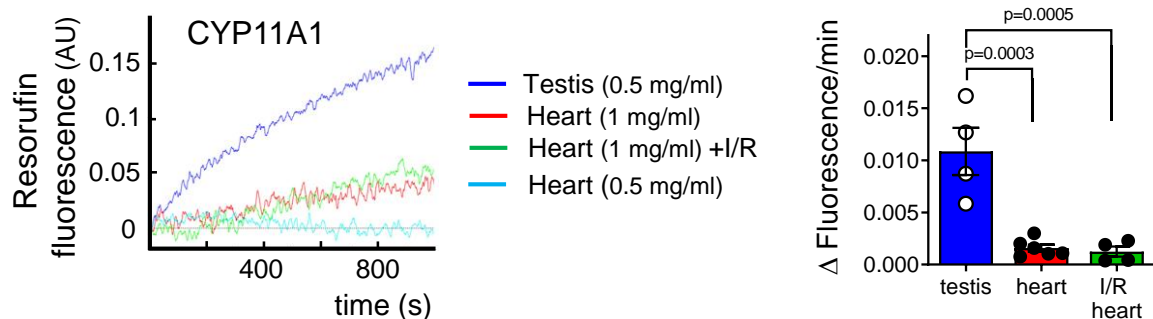 CYP11A1
Resorufin
fluorescence (AU)
0.15
0.1
0.05
0
400
800
time (s)
Testis (0.5 mg/ml)
Heart (1 mg/ml)
Heart (1 mg/ml) +I/R
Heart (0.5 mg/ml)
p=0.0005
p=0.0003
Δ Fluorescence/min
0.020
0.015
0.010
0.005
0.000
testis
heart
I/R
heart